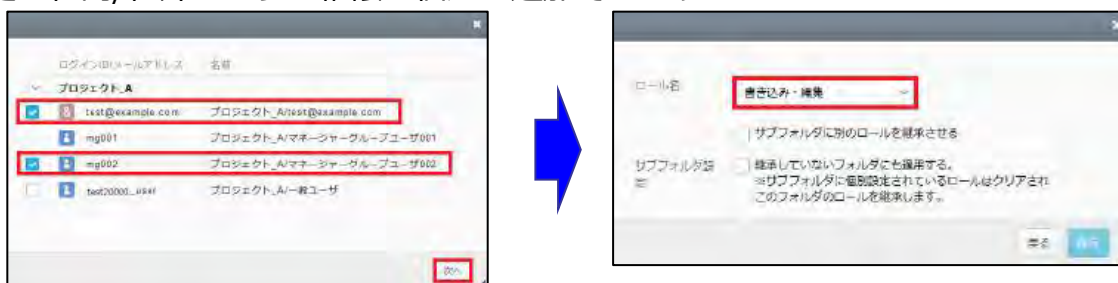 ログインID(メールアドレス 名前
プロジェクト_A
test@example.com プロジェクト_A/test@example.com
mg001 プロジェクト_A/マネージャーグループユーザ001
mg002 プロジェクト_A/マネージャーグループユーザ002
test20000_user プロジェクト_A/一般ユーザ
次へ
ロール名
書き込み・編集
サブフォルダに別のロールを継承させる
サブフォルダ設定
継承していないフォルダにも適用する。
※サブフォルダに個別設定されているロールはクリアされ
このフォルダのロールを継承します。
戻る